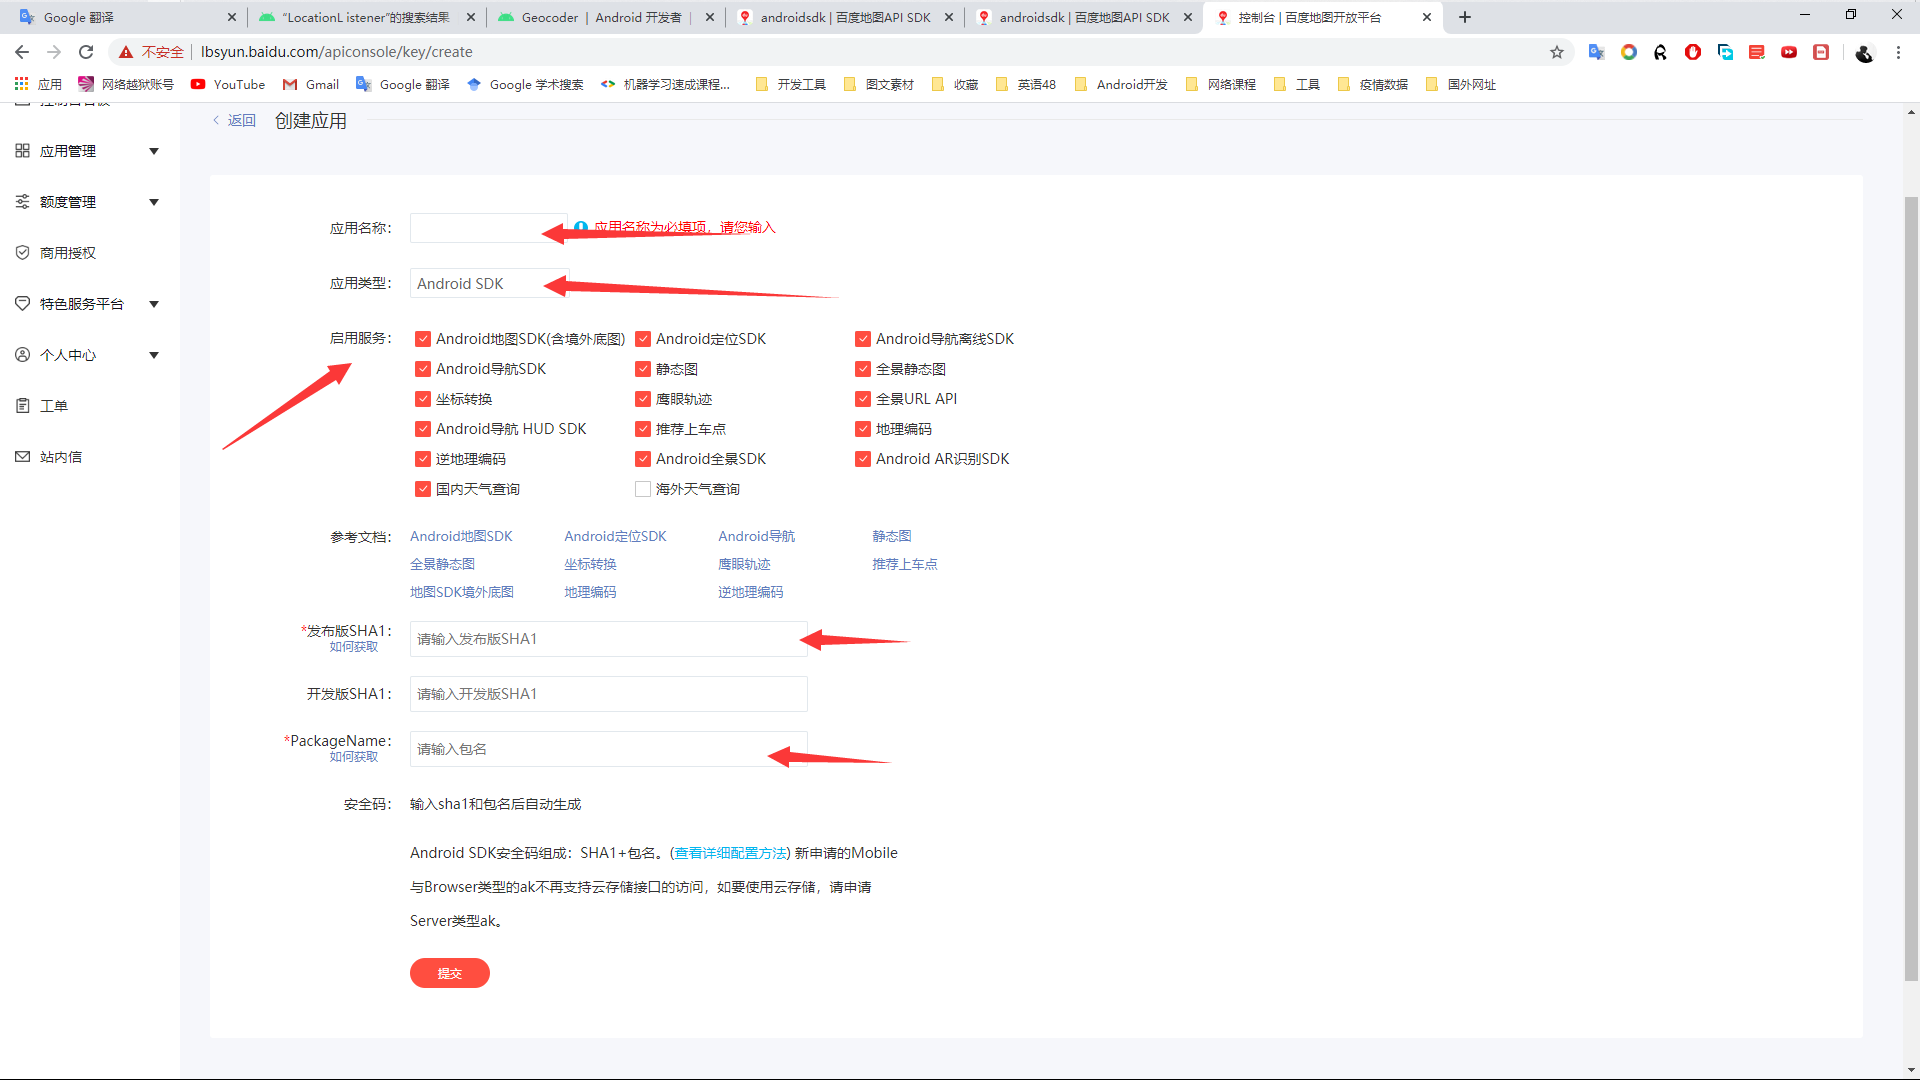 Google 翻译
“LocationL istener”的搜索结果
Geocoder | Android 开发者 |
androidsdk | 百度地图API SDK
androidsdk | 百度地图API SDK
控制台 | 百度地图开放平台
不安全
lbsyun.baidu.com/apiconsole/key/create
应用
网络越狱账号
YouTube
Gmail
Google 翻译
Google 学术搜索
机器学习速成课程...
开发工具
图文素材
收藏
英语48
Android开发
网络课程
工具
疫情数据
国外网址
返回
创建应用
应用管理
额度管理
商用授权
特色服务平台
个人中心
工单
站内信
应用名称：
应用名称为必填项，请您输入
应用类型：
Android SDK
启用服务：
Android地图SDK(含境外底图)
Android定位SDK
Android导航离线SDK
Android导航SDK
静态图
全景静态图
坐标转换
鹰眼轨迹
全景URL API
Android导航 HUD SDK
推荐上车点
地理编码
逆地理编码
Android全景SDK
Android AR识别SDK
国内天气查询
海外天气查询
参考文档：
Android地图SDK
Android定位SDK
Android导航
静态图
全景静态图
坐标转换
鹰眼轨迹
推荐上车点
地图SDK境外底图
地理编码
逆地理编码
*发布版SHA1：
如何获取
请输入发布版SHA1
开发版SHA1：
请输入开发版SHA1
*PackageName：
如何获取
请输入包名
安全码：
输入sha1和包名后自动生成
Android SDK安全码组成：SHA1+包名。(查看详细配置方法) 新申请的Mobile
与Browser类型的ak不再支持云存储接口的访问，如要使用云存储，请申请
Server类型ak。
提交